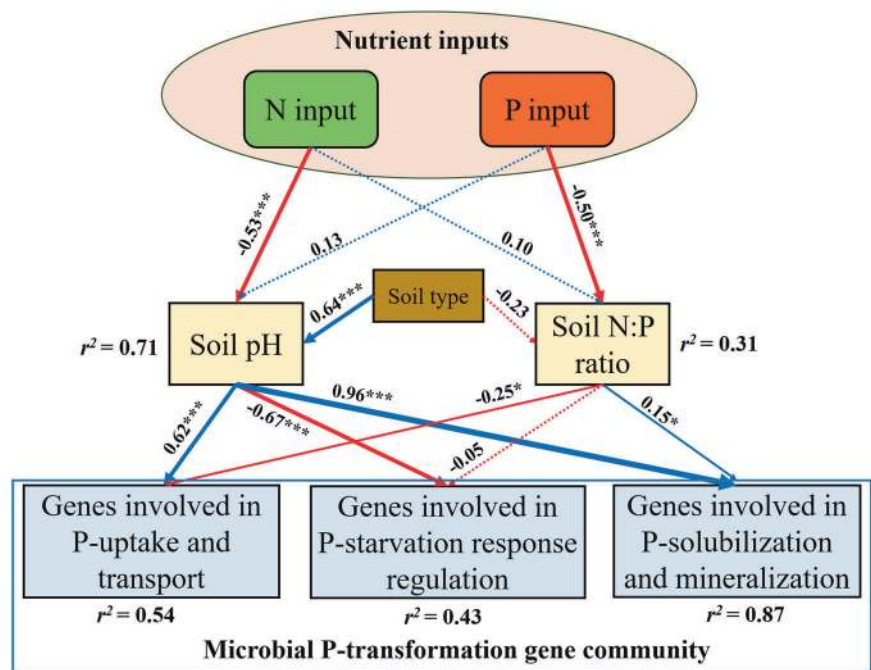 Nutrient inputs
N input
P input
-0.53***
0.13
0.10
-0.50***
Soil type
0.64***
-0.23
r² = 0.71
Soil pH
Soil N:P
ratio
r² = 0.31
0.62***
-0.67***
0.96***
-0.25*
-0.05
0.15*
Genes involved in
P-uptake and
transport
Genes involved in
P-starvation response
regulation
Genes involved in
P-solubilization
and mineralization
r² = 0.54
r² = 0.43
r² = 0.87
Microbial P-transformation gene community